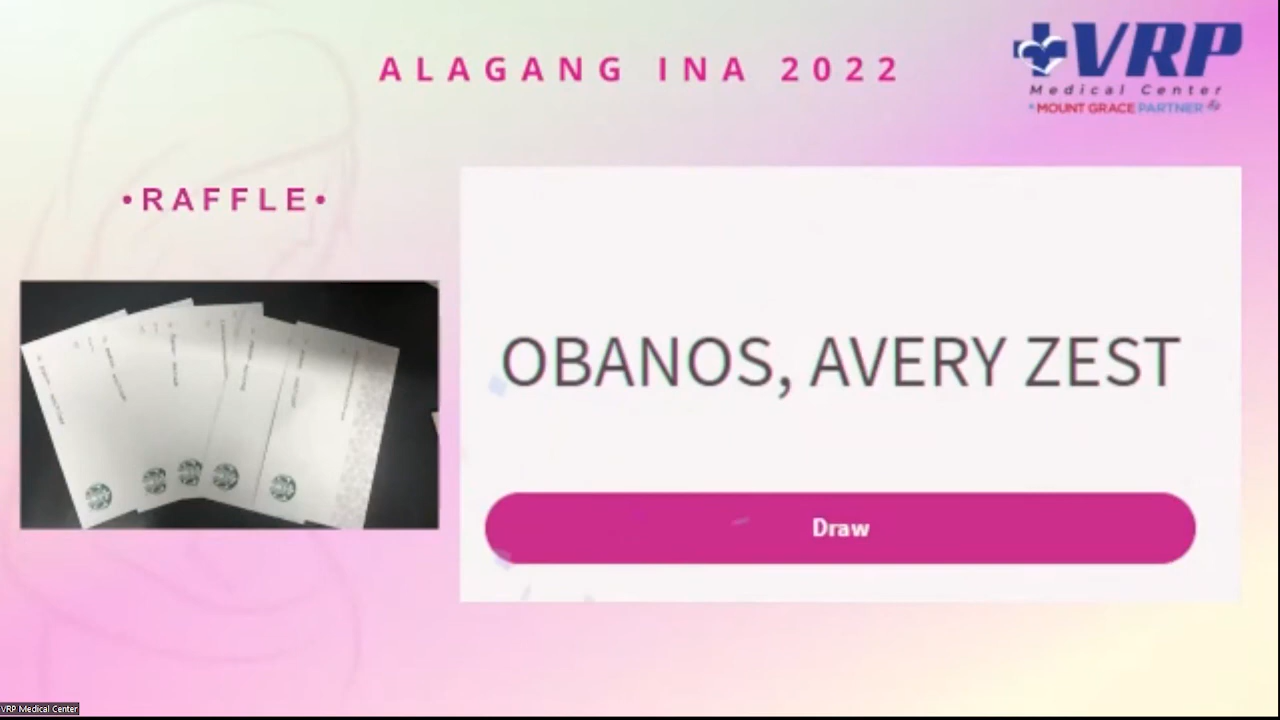 ALAGANG INA 2022
VRP
Medical Center
MOUNT GRACE PARTNER
•RAFFLE•
OBANOS, AVERY ZEST
Draw
VRP Medical Center